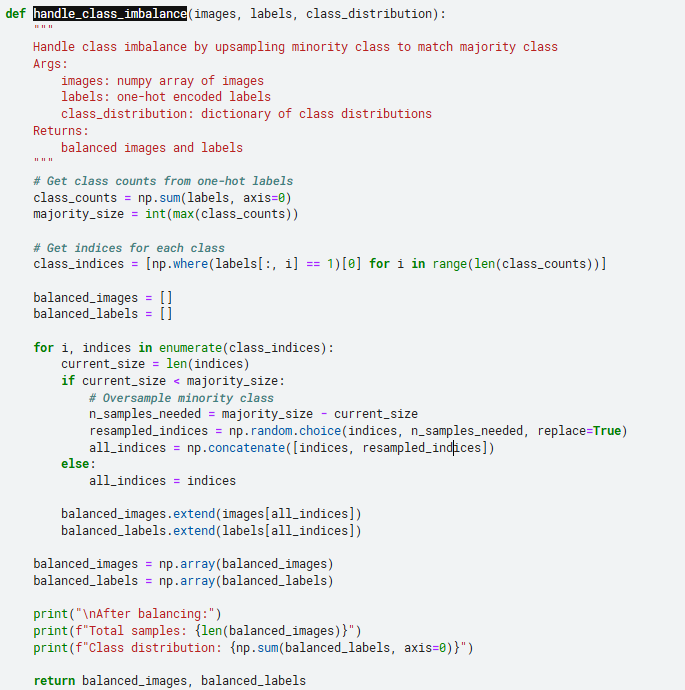 def handle_class_imbalance(images, labels, class_distribution):
    """
    Handle class imbalance by upsampling minority class to match majority class
    Args:
        images: numpy array of images
        labels: one-hot encoded labels
        class_distribution: dictionary of class distributions
    Returns:
        balanced images and labels
    """
    # Get class counts from one-hot labels
    class_counts = np.sum(labels, axis=0)
    majority_size = int(max(class_counts))

    # Get indices for each class
    class_indices = [np.where(labels[:, i] == 1)[0] for i in range(len(class_counts))]

    balanced_images = []
    balanced_labels = []

    for i, indices in enumerate(class_indices):
        current_size = len(indices)
        if current_size < majority_size:
            # Oversample minority class
            n_samples_needed = majority_size - current_size
            resampled_indices = np.random.choice(indices, n_samples_needed, replace=True)
            all_indices = np.concatenate([indices, resampled_indices])
        else:
            all_indices = indices

        balanced_images.extend(images[all_indices])
        balanced_labels.extend(labels[all_indices])

    balanced_images = np.array(balanced_images)
    balanced_labels = np.array(balanced_labels)

    print("\nAfter balancing:")
    print(f"Total samples: {len(balanced_images)}")
    print(f"Class distribution: {np.sum(balanced_labels, axis=0)}")

    return balanced_images, balanced_labels